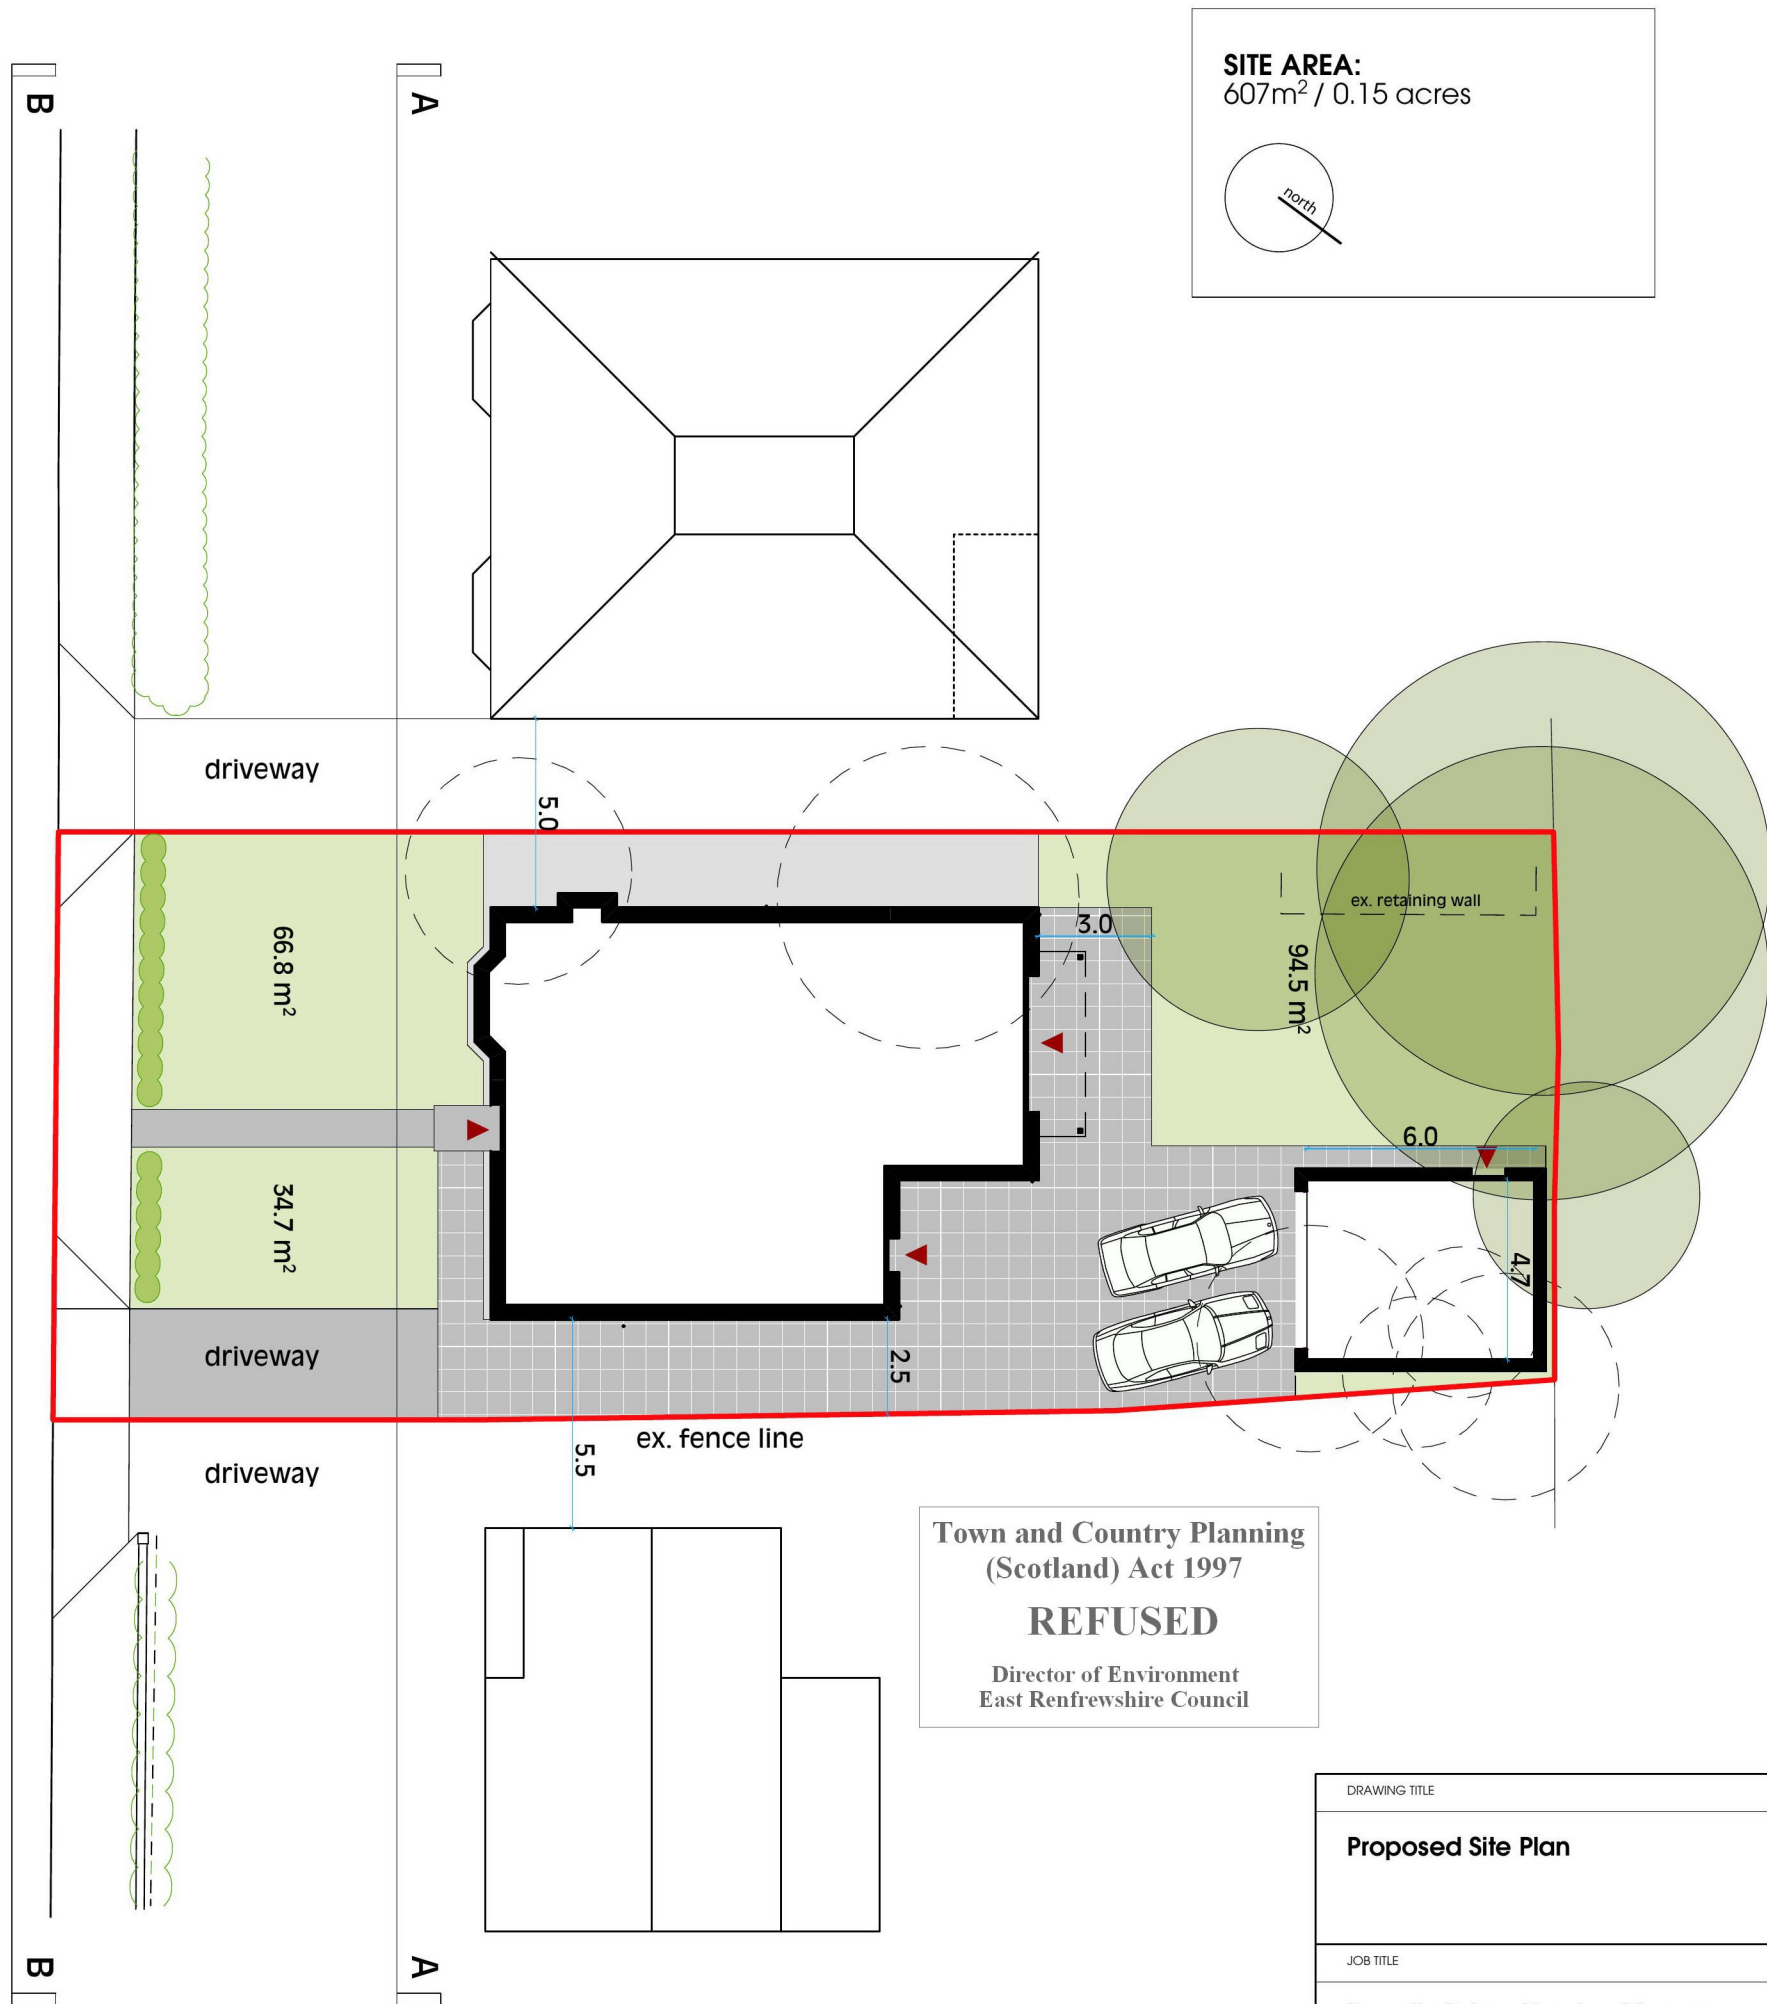 SITE AREA:
607m² / 0.15 acres
north
B
A
driveway
5.0
ex. retaining wall
3.0
66.8 m²
94.5 m²
6.0
34.7 m²
4.7
driveway
2.5
ex. fence line
5.5
driveway
Town and Country Planning
(Scotland) Act 1997
REFUSED
Director of Environment
East Renfrewshire Council
DRAWING TITLE
Proposed Site Plan
B
A
JOB TITLE